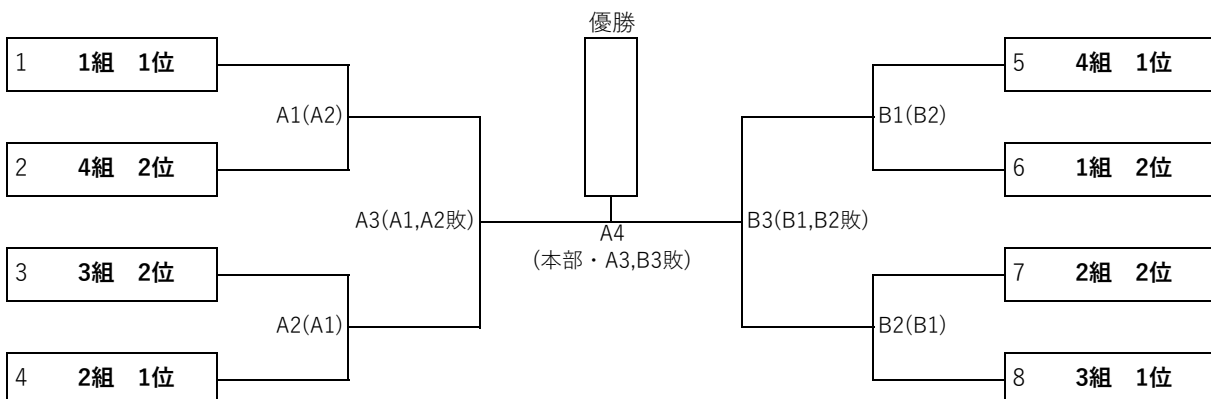 優勝
1 1組 1位
5 4組 1位
A1(A2)
B1(B2)
2 4組 2位
6 1組 2位
A3(A1,A2敗)
B3(B1,B2敗)
A4
(本部・A3,B3敗)
3 3組 2位
7 2組 2位
A2(A1)
B2(B1)
4 2組 1位
8 3組 1位